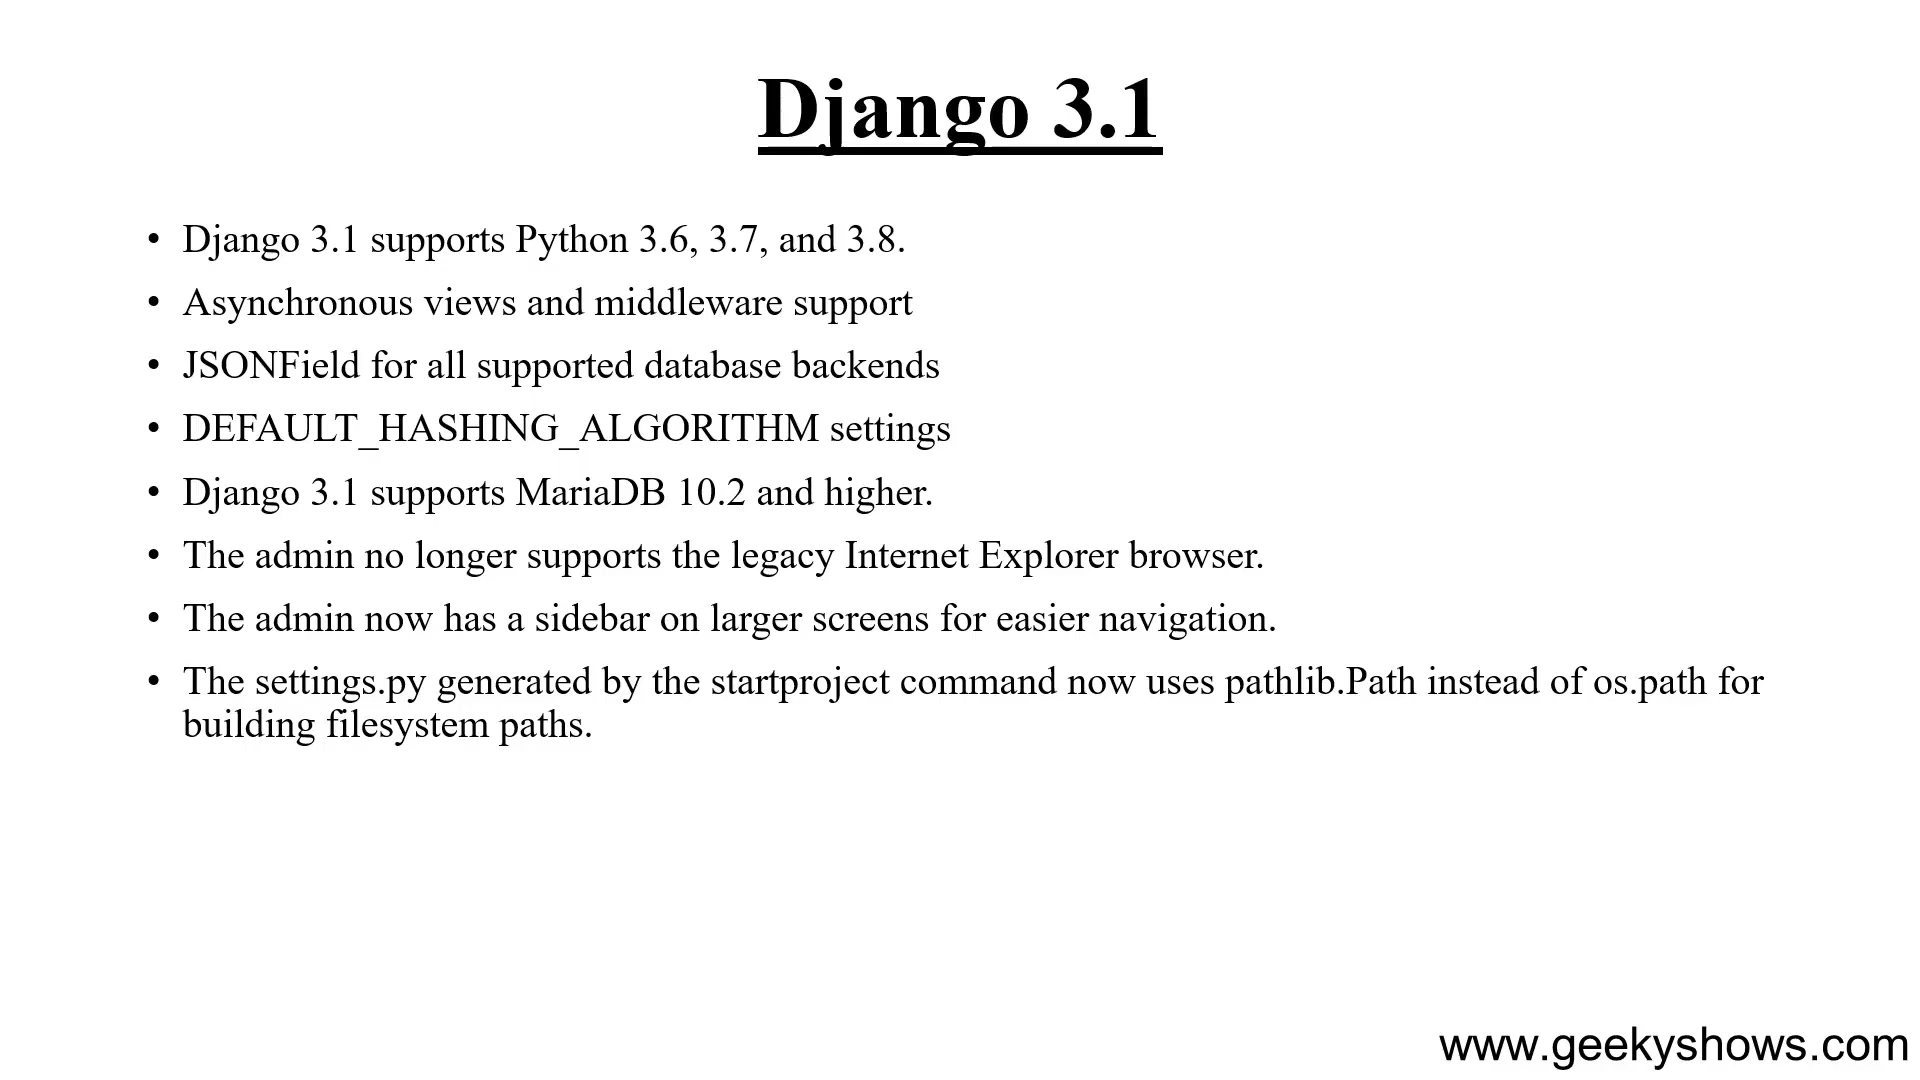 Django 3.1
• Django 3.1 supports Python 3.6, 3.7, and 3.8.
• Asynchronous views and middleware support
• JSONField for all supported database backends
• DEFAULT_HASHING_ALGORITHM settings
• Django 3.1 supports MariaDB 10.2 and higher.
• The admin no longer supports the legacy Internet Explorer browser.
• The admin now has a sidebar on larger screens for easier navigation.
• The settings.py generated by the startproject command now uses pathlib.Path instead of os.path for
building filesystem paths.
www.geekyshows.com